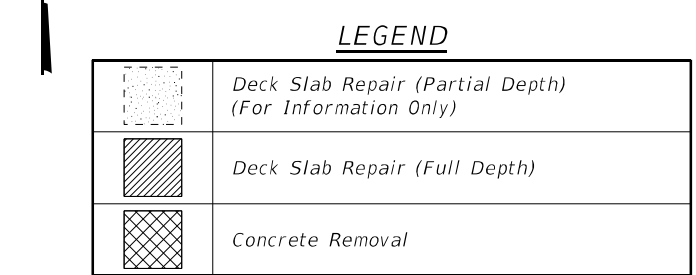 LEGEND
Deck Slab Repair (Partial Depth)
(For Information Only)
Deck Slab Repair (Full Depth)
Concrete Removal